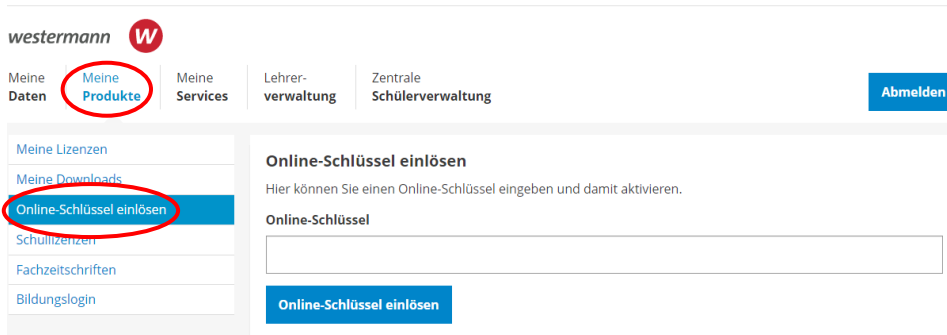 westermann W
Meine Daten
Meine Produkte
Meine Services
Lehrer-verwaltung
Zentrale Schülerverwaltung
Abmelden
Meine Lizenzen
Meine Downloads
Online-Schlüssel einlösen
Schullizenzen
Fachzeitschriften
Bildungslogin
Online-Schlüssel einlösen
Hier können Sie einen Online-Schlüssel eingeben und damit aktivieren.
Online-Schlüssel
Online-Schlüssel einlösen